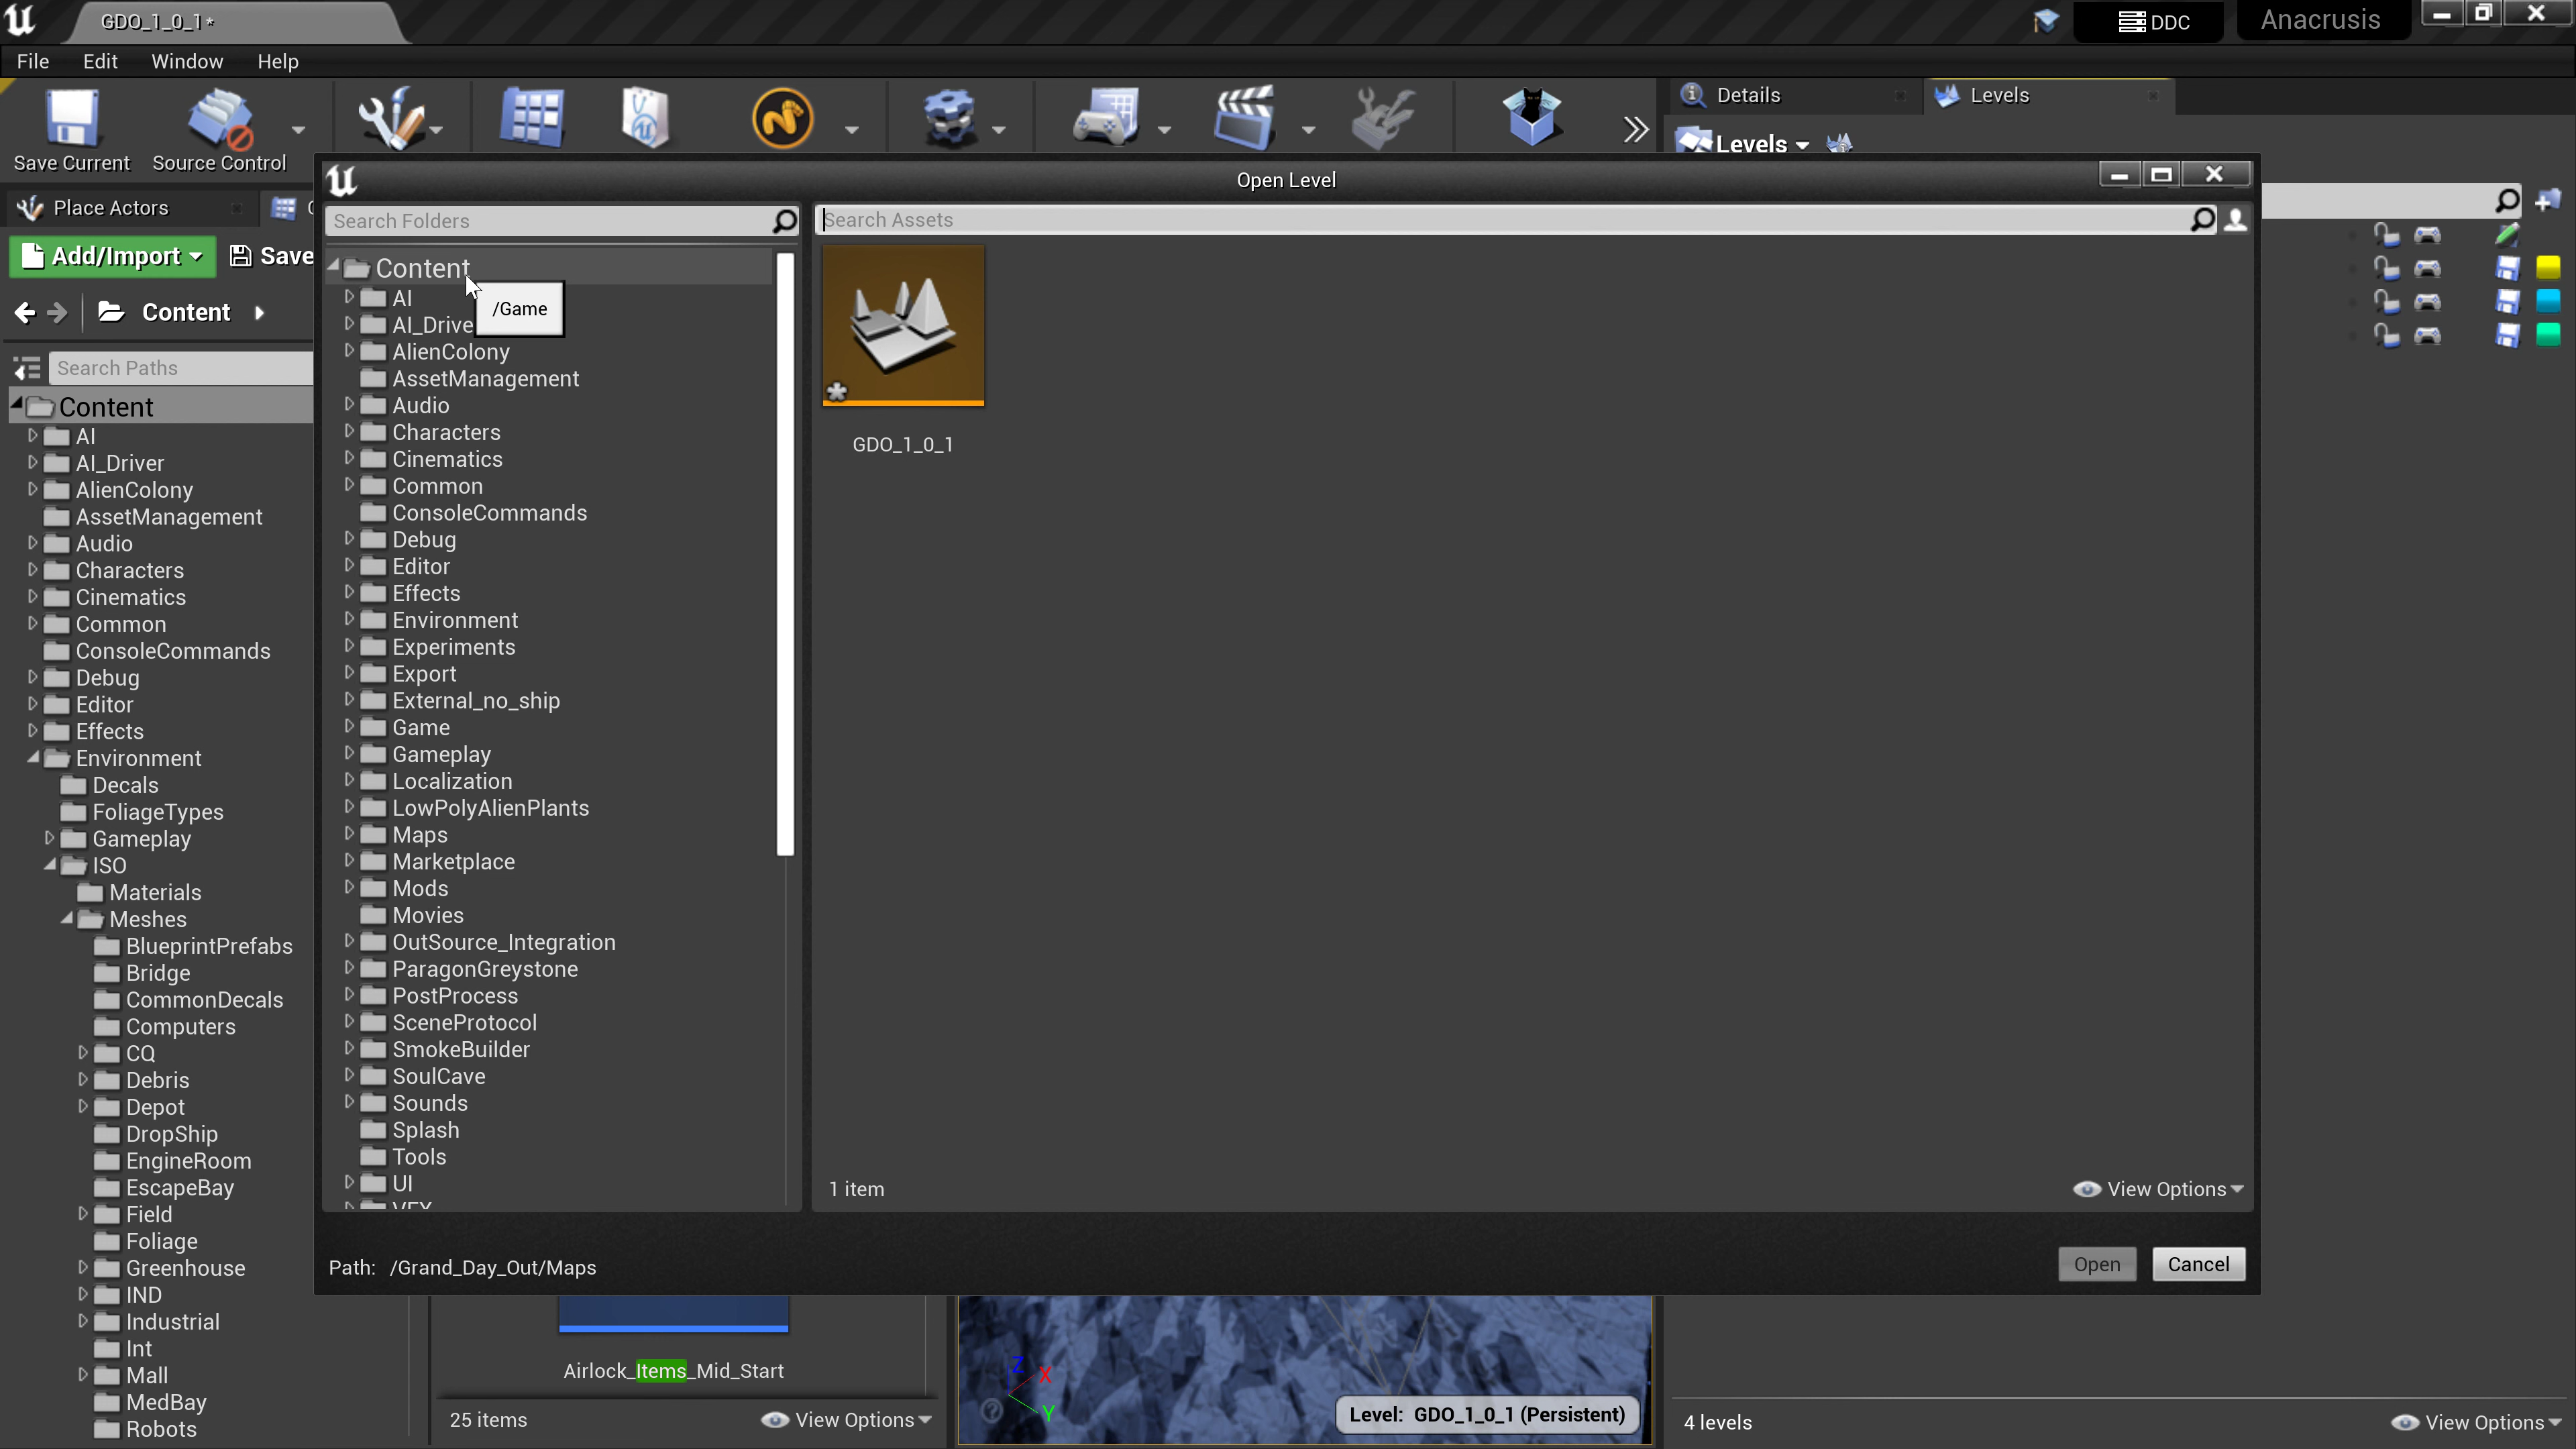 GDO_1_0_1*
DDC
Anacrusis
File Edit Window Help
Save Current
Source Control
Details
Levels
Levels
Place Actors
Add/Import
Save
Content
Search Paths
Content
AI
AI_Driver
AlienColony
AssetManagement
Audio
Characters
Cinematics
Common
ConsoleCommands
Debug
Editor
Effects
Environment
Decals
FoliageTypes
Gameplay
ISO
Materials
Meshes
BlueprintPrefabs
Bridge
CommonDecals
Computers
CQ
Debris
Depot
DropShip
EngineRoom
EscapeBay
Field
Foliage
Greenhouse
IND
Industrial
Int
Mall
MedBay
Robots
Open Level
Search Folders
Search Assets
Content
/Game
AI
AI_Drive
AlienColony
AssetManagement
Audio
Characters
Cinematics
Common
ConsoleCommands
Debug
Editor
Effects
Environment
Experiments
Export
External_no_ship
Game
Gameplay
Localization
LowPolyAlienPlants
Maps
Marketplace
Mods
Movies
OutSource_Integration
ParagonGreystone
PostProcess
SceneProtocol
SmokeBuilder
SoulCave
Sounds
Splash
Tools
UI
GDO_1_0_1
1 item
View Options
Path: /Grand_Day_Out/Maps
Open
Cancel
Airlock_Items_Mid_Start
25 items
View Options
Z
X
Y
Level: GDO_1_0_1 (Persistent)
4 levels
View Options